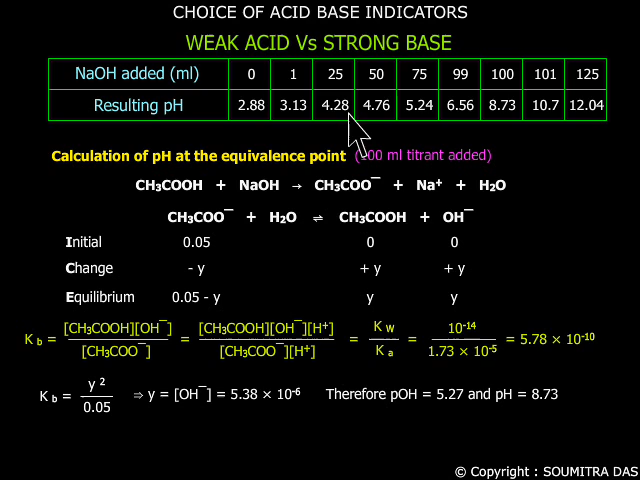 CHOICE OF ACID BASE INDICATORS
WEAK ACID Vs STRONG BASE
NaOH added (ml) 0 1 25 50 75 99 100 101 125
Resulting pH 2.88 3.13 4.28 4.76 5.24 6.56 8.73 10.7 12.04
Calculation of pH at the equivalence point 00 ml titrant added)
CH₃COOH + NaOH → CH₃COO⁻ + Na⁺ + H₂O
CH₃COO⁻ + H₂O ⇌ CH₃COOH + OH⁻
Initial 0.05 0 0
Change - y + y + y
Equilibrium 0.05 - y y y
K b = [CH₃COOH][OH⁻] / [CH₃COO⁻] = [CH₃COOH][OH⁻][H⁺] / [CH₃COO⁻][H⁺] = K w / K a = 10⁻¹⁴ / 1.73 × 10⁻⁵ = 5.78 × 10⁻¹⁰
K b = y ² / 0.05 ⇒ y = [OH⁻] = 5.38 × 10⁻⁶ Therefore pOH = 5.27 and pH = 8.73
© Copyright : SOUMITRA DAS